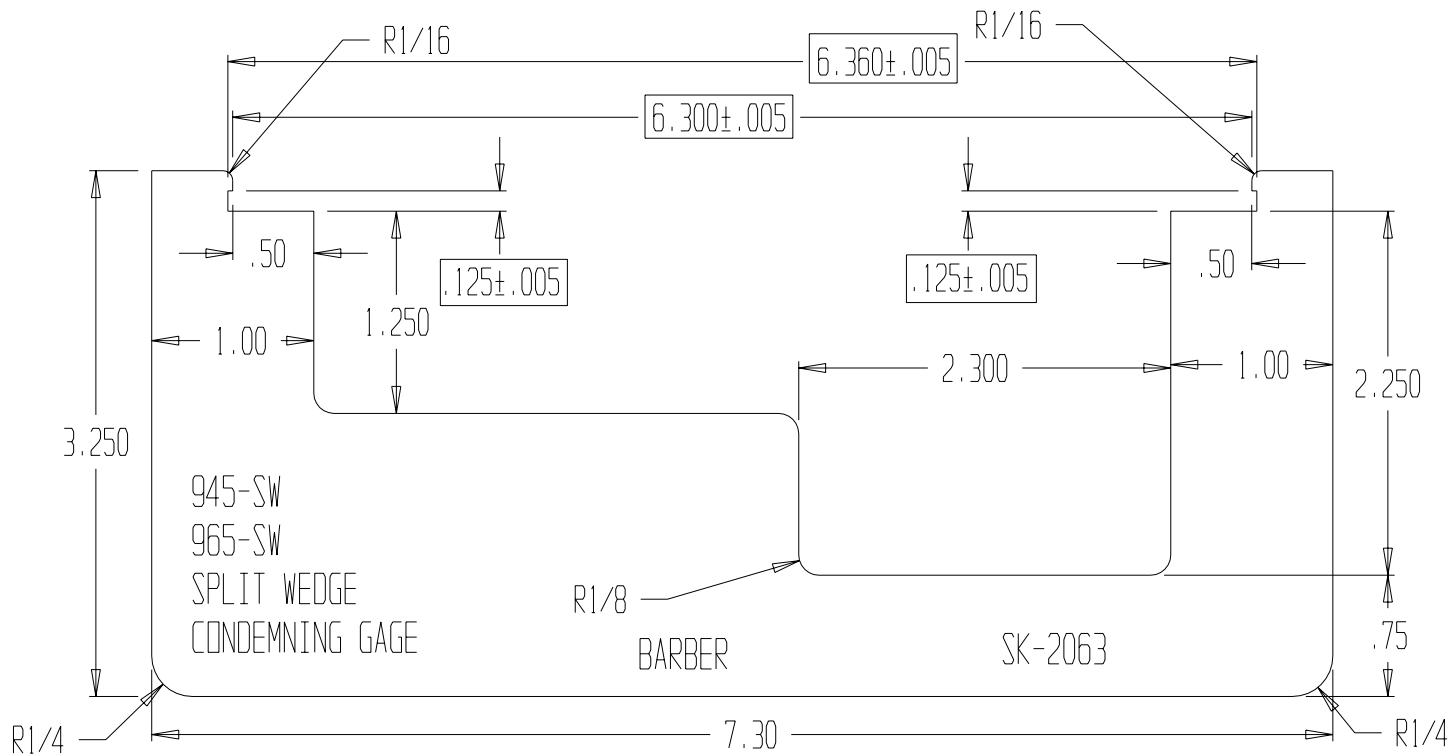 R1/16
R1/16
6.360±.005
6.300±.005
.50
.125±.005
.125±.005
.50
1.250
1.00
2.300
1.00
2.250
3.250
945-SW
965-SW
SPLIT WEDGE
CONDEMNING GAGE
R1/8
BARBER
SK-2063
.75
R1/4
7.30
R1/4